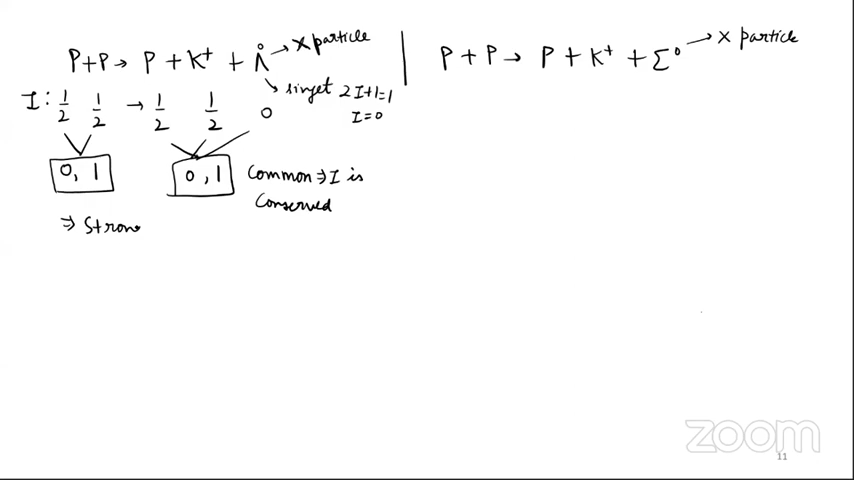 P+P → P + K⁺ + Λ⁰ → X particle
↳ singet 2I+1=1
I=0
I: 1/2 1/2 → 1/2 1/2 0
0, 1
0, 1
Common ⇒ I is
Conserved
⇒ Strong
P + P → P + K⁺ + Σ⁰ → X particle
zoom
11